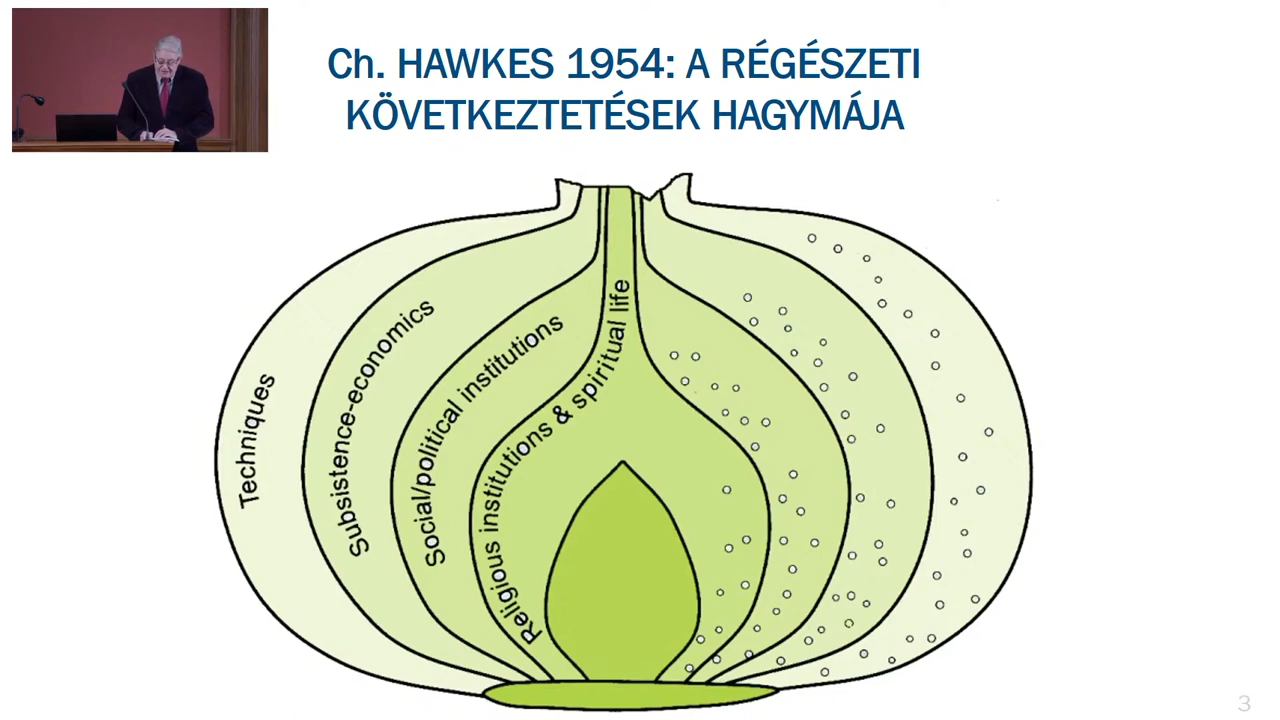 Ch. HAWKES 1954: A RÉGÉSZETI
KÖVETKEZTETÉSEK HAGYMÁJA
Techniques
Subsistence-economics
Social/political institutions
Religious institutions & spiritual life
3